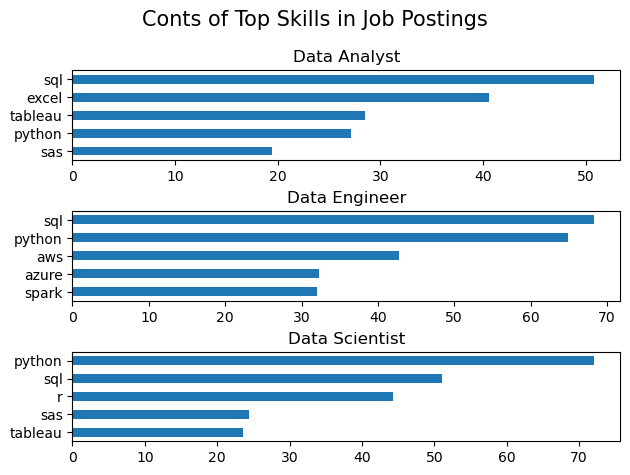 Conts of Top Skills in Job Postings
Data Analyst
sql
excel
tableau
python
sas
0 10 20 30 40 50
Data Engineer
sql
python
aws
azure
spark
0 10 20 30 40 50 60 70
Data Scientist
python
sql
r
sas
tableau
0 10 20 30 40 50 60 70